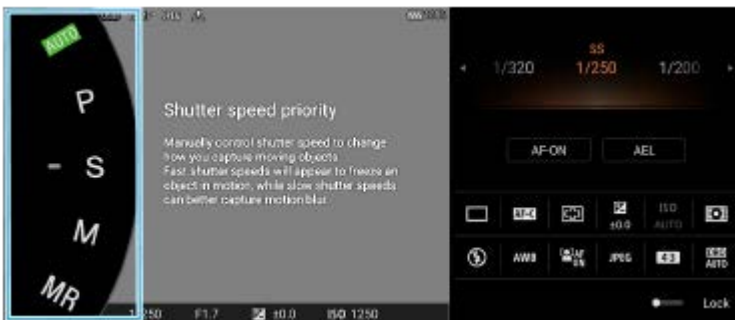 AUTO
P
– S
M
MR
Shutter speed priority
Manually control shutter speed to change
how you capture moving objects.
Fast shutter speeds will appear to freeze an
object in motion, while slow shutter speeds
can better capture motion blur.
F1.7 ±0.0 ISO 1250
SS
1/320 1/250 1/200
AF-ON AEL
AF-C ±0.0 ISO AUTO
AWB AF ON JPEG 4:3 AUTO
Lock